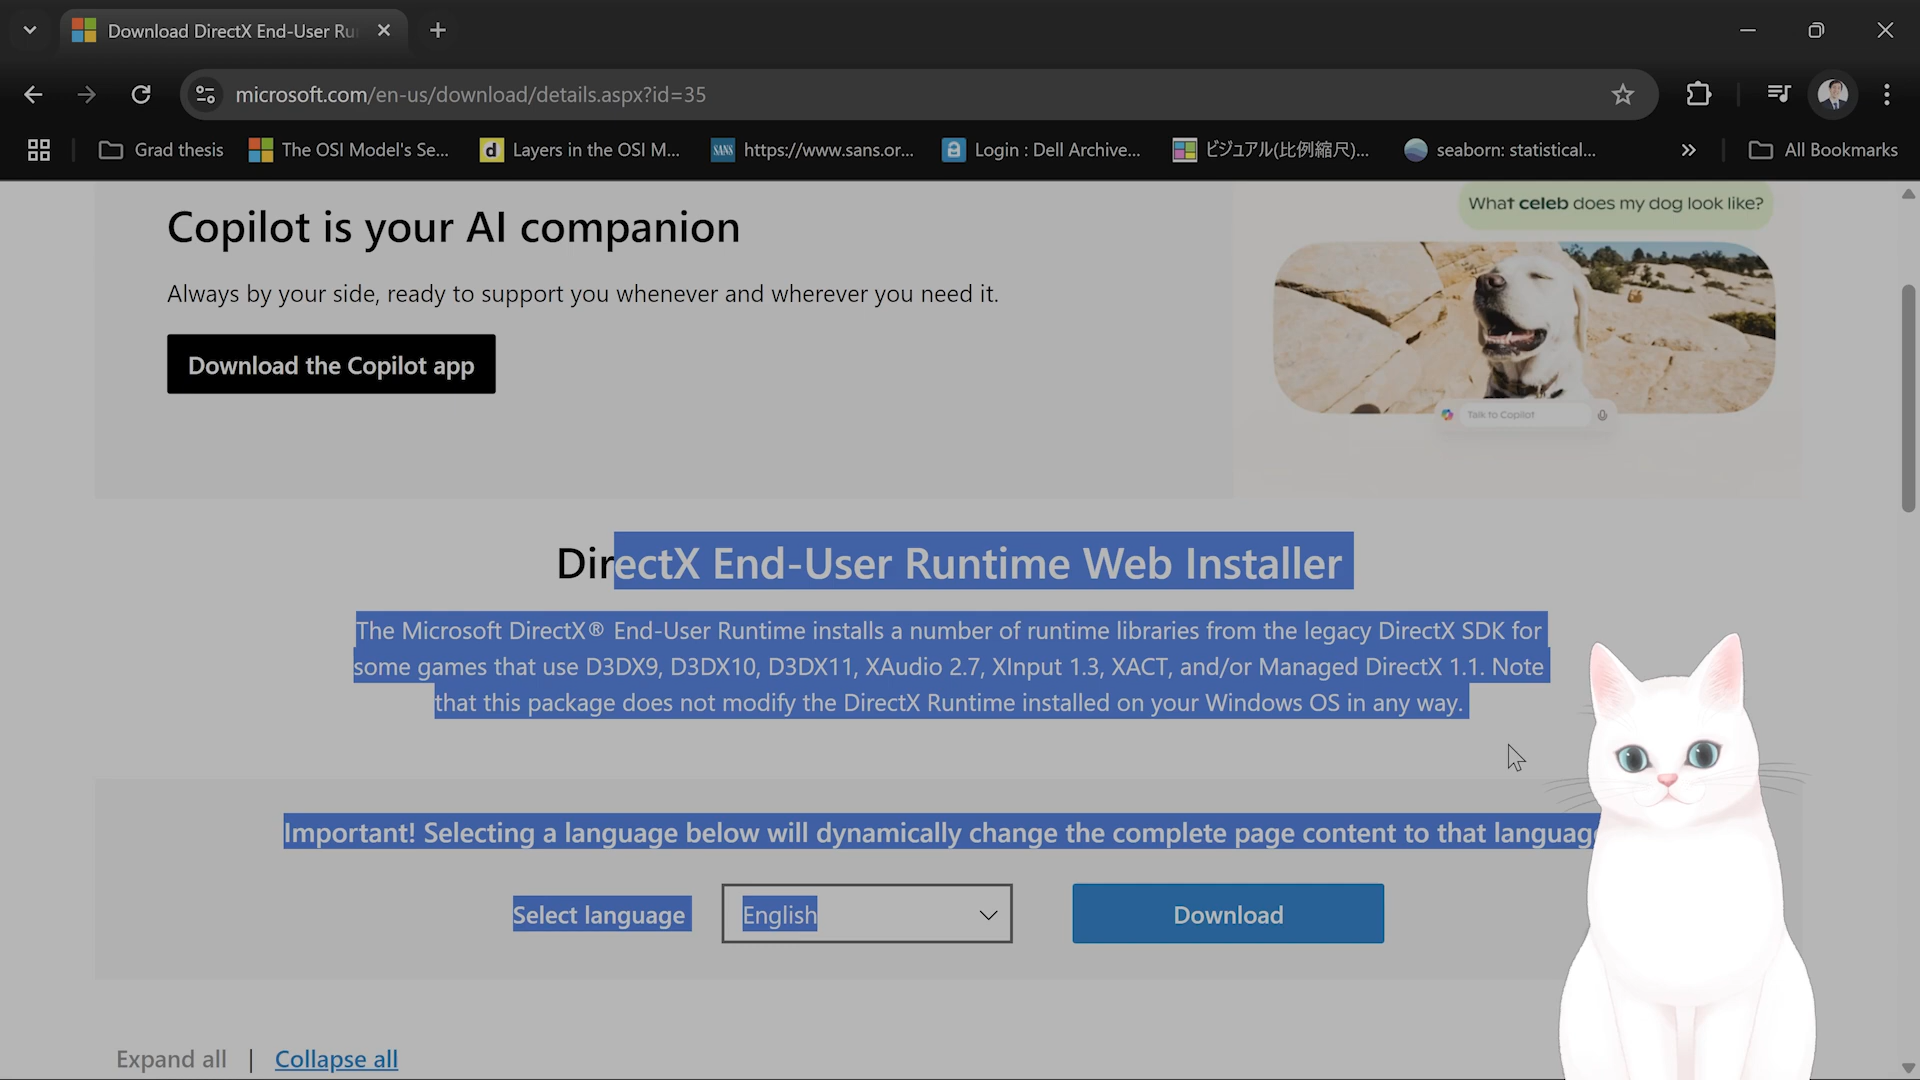 Download DirectX End-User Ru
microsoft.com/en-us/download/details.aspx?id=35
Grad thesis
The OSI Model's Se...
d
Layers in the OSI M...
SANS
https://www.sans.or...
Login : Dell Archive...
ビジュアル(比例縮尺)...
seaborn: statistical...
All Bookmarks
Copilot is your AI companion
Always by your side, ready to support you whenever and wherever you need it.
Download the Copilot app
What celeb does my dog look like?
Talk to Copilot
DirectX End-User Runtime Web Installer
The Microsoft DirectX® End-User Runtime installs a number of runtime libraries from the legacy DirectX SDK for
some games that use D3DX9, D3DX10, D3DX11, XAudio 2.7, XInput 1.3, XACT, and/or Managed DirectX 1.1. Note
that this package does not modify the DirectX Runtime installed on your Windows OS in any way.
Important! Selecting a language below will dynamically change the complete page content to that languag
Select language
English
Download
Expand all | Collapse all